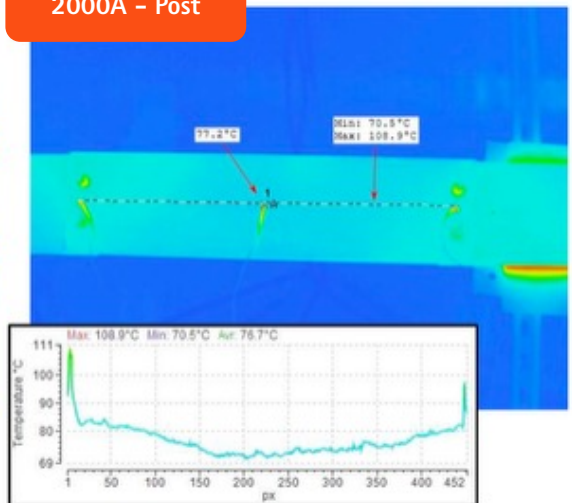 2000A – Post
77.2°C
Min: 70.5°C
Max: 108.9°C
1
Max: 108.9°C Min: 70.5°C Avr: 76.7°C
Temperature °C
111
100
90
80
69
1 50 100 150 200 250 300 350 400 452
px